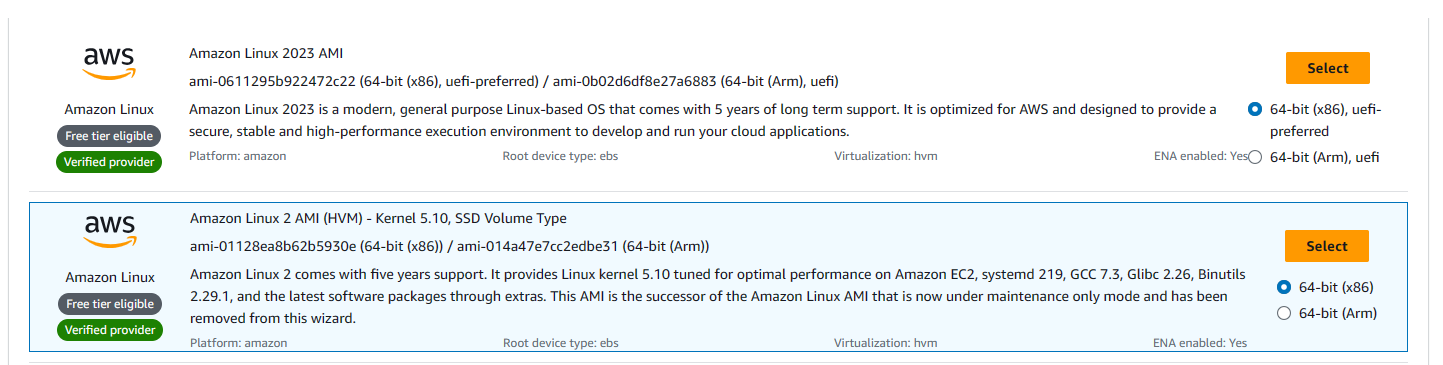 aws
Amazon Linux
Free tier eligible
Verified provider
Amazon Linux 2023 AMI
ami-0611295b922472c22 (64-bit (x86), uefi-preferred) / ami-0b02d6df8e27a6883 (64-bit (Arm), uefi)
Amazon Linux 2023 is a modern, general purpose Linux-based OS that comes with 5 years of long term support. It is optimized for AWS and designed to provide a
secure, stable and high-performance execution environment to develop and run your cloud applications.
Platform: amazon
Root device type: ebs
Virtualization: hvm
ENA enabled: Yes
Select
64-bit (x86), uefi-
preferred
64-bit (Arm), uefi
aws
Amazon Linux
Free tier eligible
Verified provider
Amazon Linux 2 AMI (HVM) - Kernel 5.10, SSD Volume Type
ami-01128ea8b62b5930e (64-bit (x86)) / ami-014a47e7cc2edbe31 (64-bit (Arm))
Amazon Linux 2 comes with five years support. It provides Linux kernel 5.10 tuned for optimal performance on Amazon EC2, systemd 219, GCC 7.3, Glibc 2.26, Binutils
2.29.1, and the latest software packages through extras. This AMI is the successor of the Amazon Linux AMI that is now under maintenance only mode and has been
removed from this wizard.
Platform: amazon
Root device type: ebs
Virtualization: hvm
ENA enabled: Yes
Select
64-bit (x86)
64-bit (Arm)